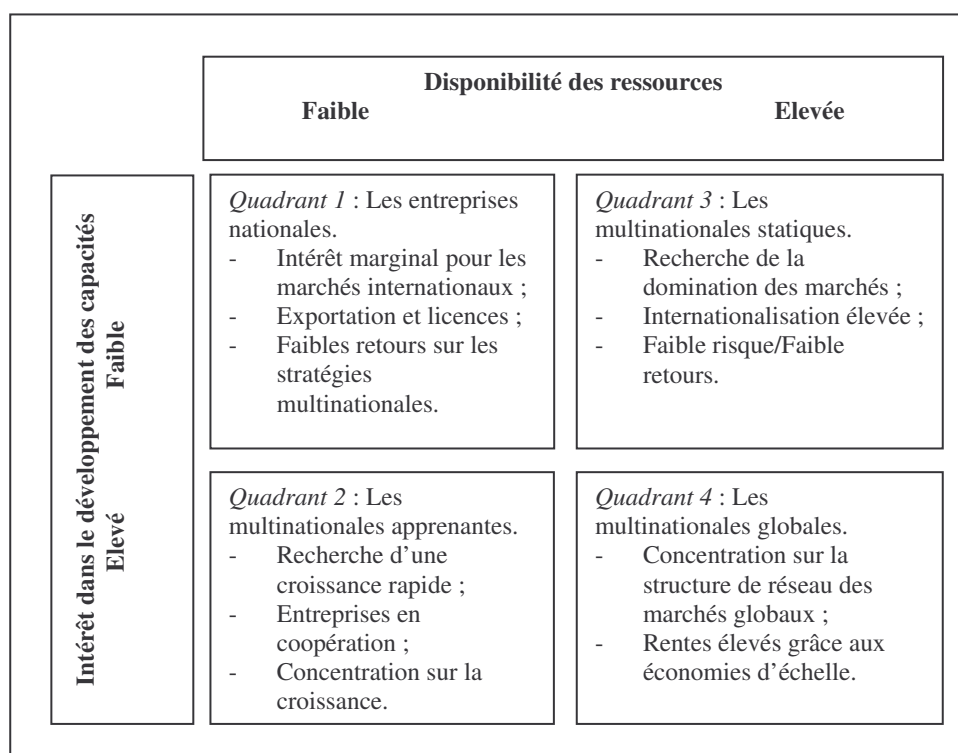 Disponibilité des ressources
Faible Elevée
Intérêt dans le développement des capacités
Elevé Faible
Quadrant 1 : Les entreprises
nationales.
- Intérêt marginal pour les
marchés internationaux ;
- Exportation et licences ;
- Faibles retours sur les
stratégies
multinationales.
Quadrant 3 : Les
multinationales statiques.
- Recherche de la
domination des marchés ;
- Internationalisation élevée ;
- Faible risque/Faible
retours.
Quadrant 2 : Les
multinationales apprenantes.
- Recherche d’une
croissance rapide ;
- Entreprises en
coopération ;
- Concentration sur la
croissance.
Quadrant 4 : Les
multinationales globales.
- Concentration sur la
structure de réseau des
marchés globaux ;
- Rentes élevés grâce aux
économies d’échelle.